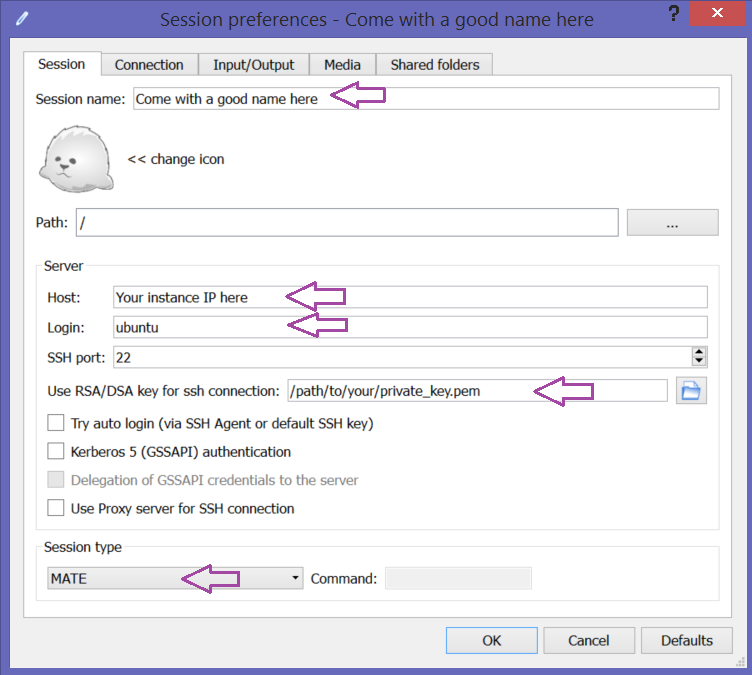 Session preferences - Come with a good name here
?
Session Connection Input/Output Media Shared folders
Session name: Come with a good name here
<< change icon
Path: / ...
Server
Host: Your instance IP here
Login: ubuntu
SSH port: 22
Use RSA/DSA key for ssh connection: /path/to/your/private_key.pem
Try auto login (via SSH Agent or default SSH key)
Kerberos 5 (GSSAPI) authentication
Delegation of GSSAPI credentials to the server
Use Proxy server for SSH connection
Session type
MATE Command:
OK Cancel Defaults